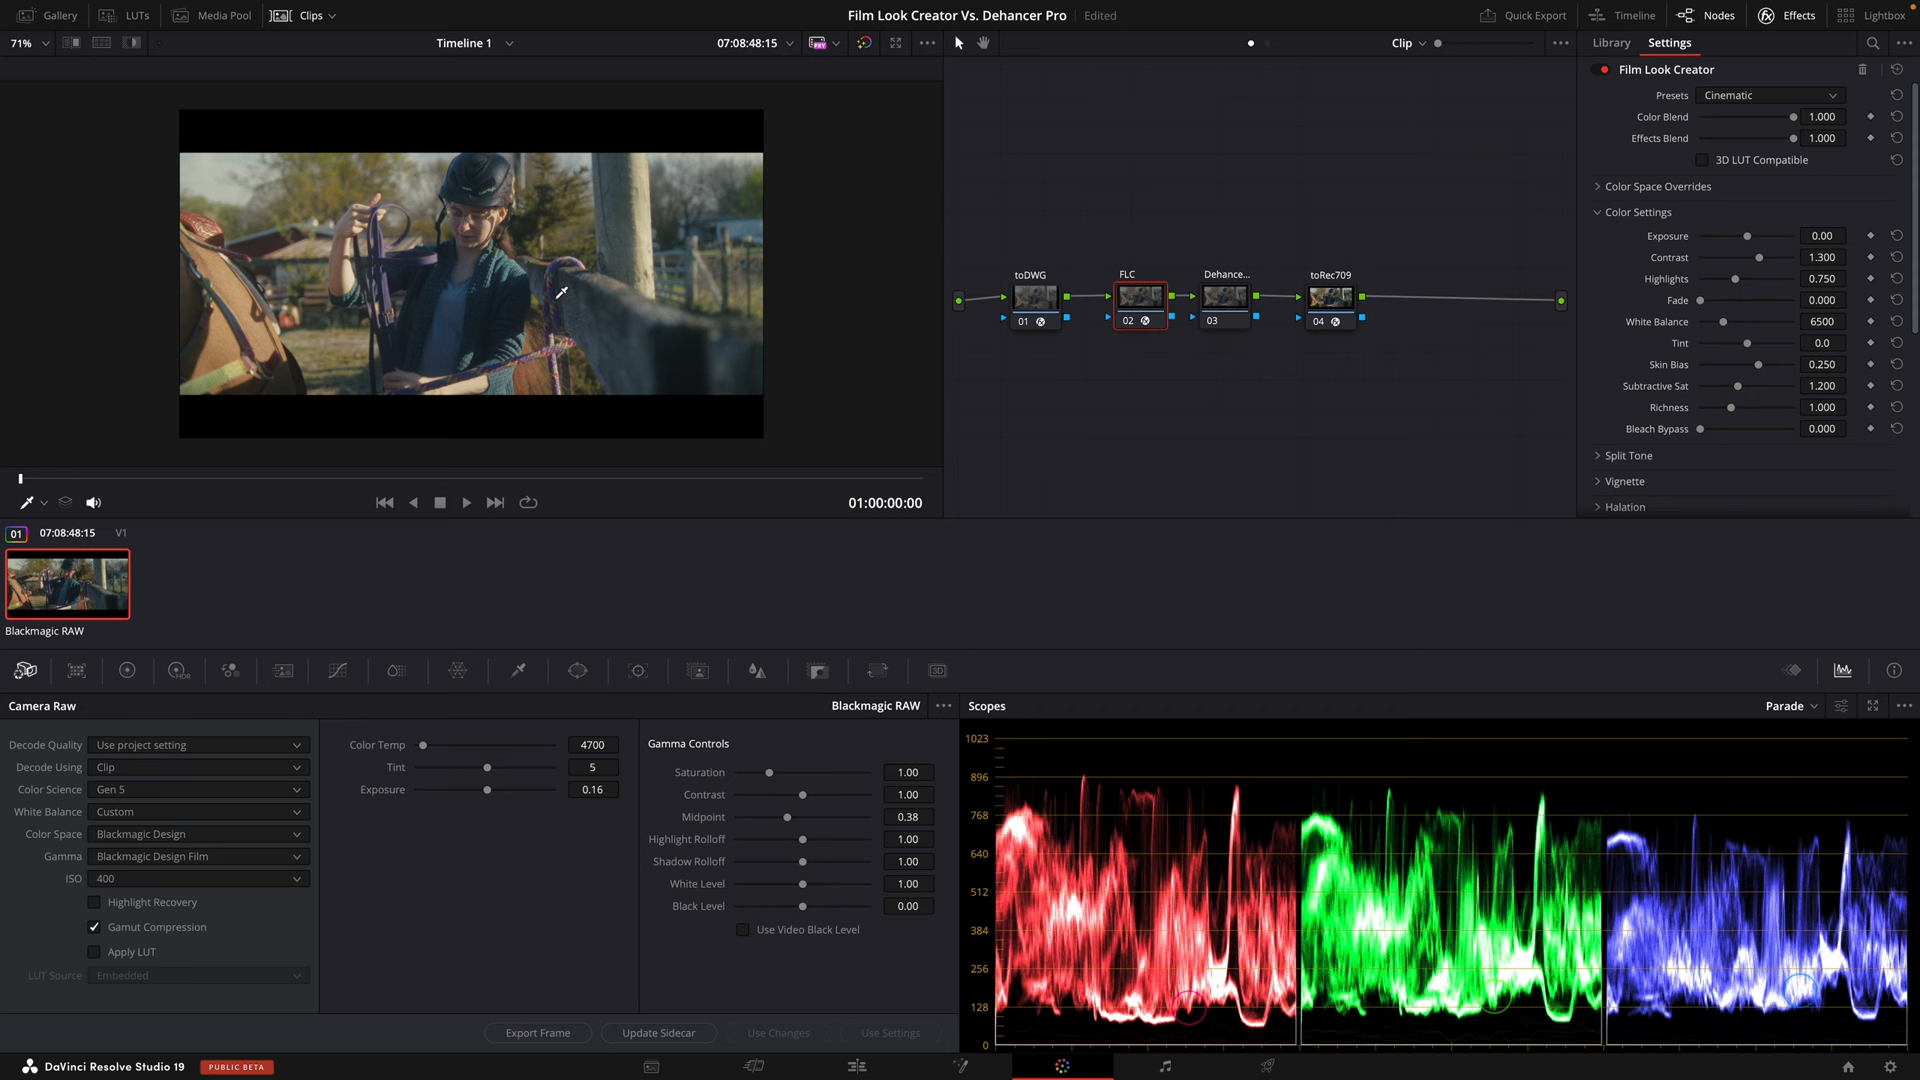 Gallery LUTs Media Pool Clips Film Look Creator Vs. Dehancer Pro Edited Quick Export Timeline Nodes Effects Lightbox
71% Timeline 1 07:08:48:15 Clip Library Settings
Film Look Creator
Presets Cinematic
Color Blend 1.000
Effects Blend 1.000
3D LUT Compatible
Color Space Overrides
Color Settings
Exposure 0.00
Contrast 1.300
Highlights 0.750
Fade 0.000
White Balance 6500
Tint 0.0
Skin Bias 0.250
Subtractive Sat 1.200
Richness 1.000
Bleach Bypass 0.000
Split Tone
Vignette
Halation
toDWG FLC Dehance... toRec709
01 02 03 04
01:00:00:00
01 07:08:48:15 V1
Blackmagic RAW
HDR
3D
Camera Raw Blackmagic RAW
Decode Quality Use project setting
Decode Using Clip
Color Science Gen 5
White Balance Custom
Color Space Blackmagic Design
Gamma Blackmagic Design Film
ISO 400
Highlight Recovery
Gamut Compression
Apply LUT
LUT Source Embedded
Color Temp 4700
Tint 5
Exposure 0.16
Gamma Controls
Saturation 1.00
Contrast 1.00
Midpoint 0.38
Highlight Rolloff 1.00
Shadow Rolloff 1.00
White Level 1.00
Black Level 0.00
Use Video Black Level
Export Frame Update Sidecar Use Changes Use Settings
Scopes Parade
1023
896
768
640
512
384
256
128
0
DaVinci Resolve Studio 19 PUBLIC BETA